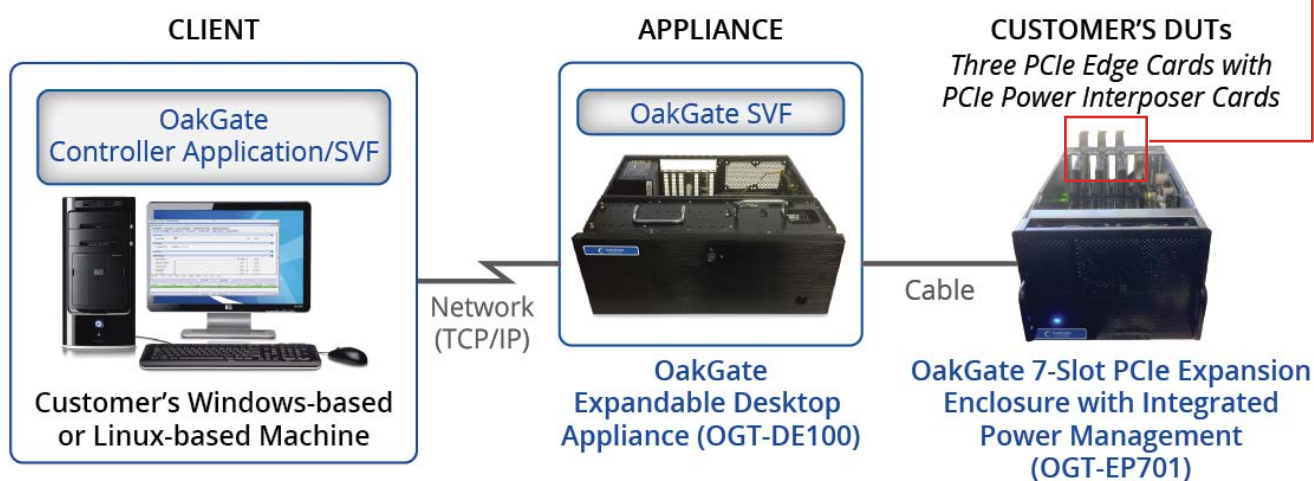 CLIENT
OakGate
Controller Application/SVF
Customer's Windows-based
or Linux-based Machine
Network
(TCP/IP)
APPLIANCE
OakGate SVF
OakGate
Expandable Desktop
Appliance (OGT-DE100)
Cable
CUSTOMER'S DUTs
Three PCIe Edge Cards with
PCIe Power Interposer Cards
OakGate 7-Slot PCIe Expansion
Enclosure with Integrated
Power Management
(OGT-EP701)